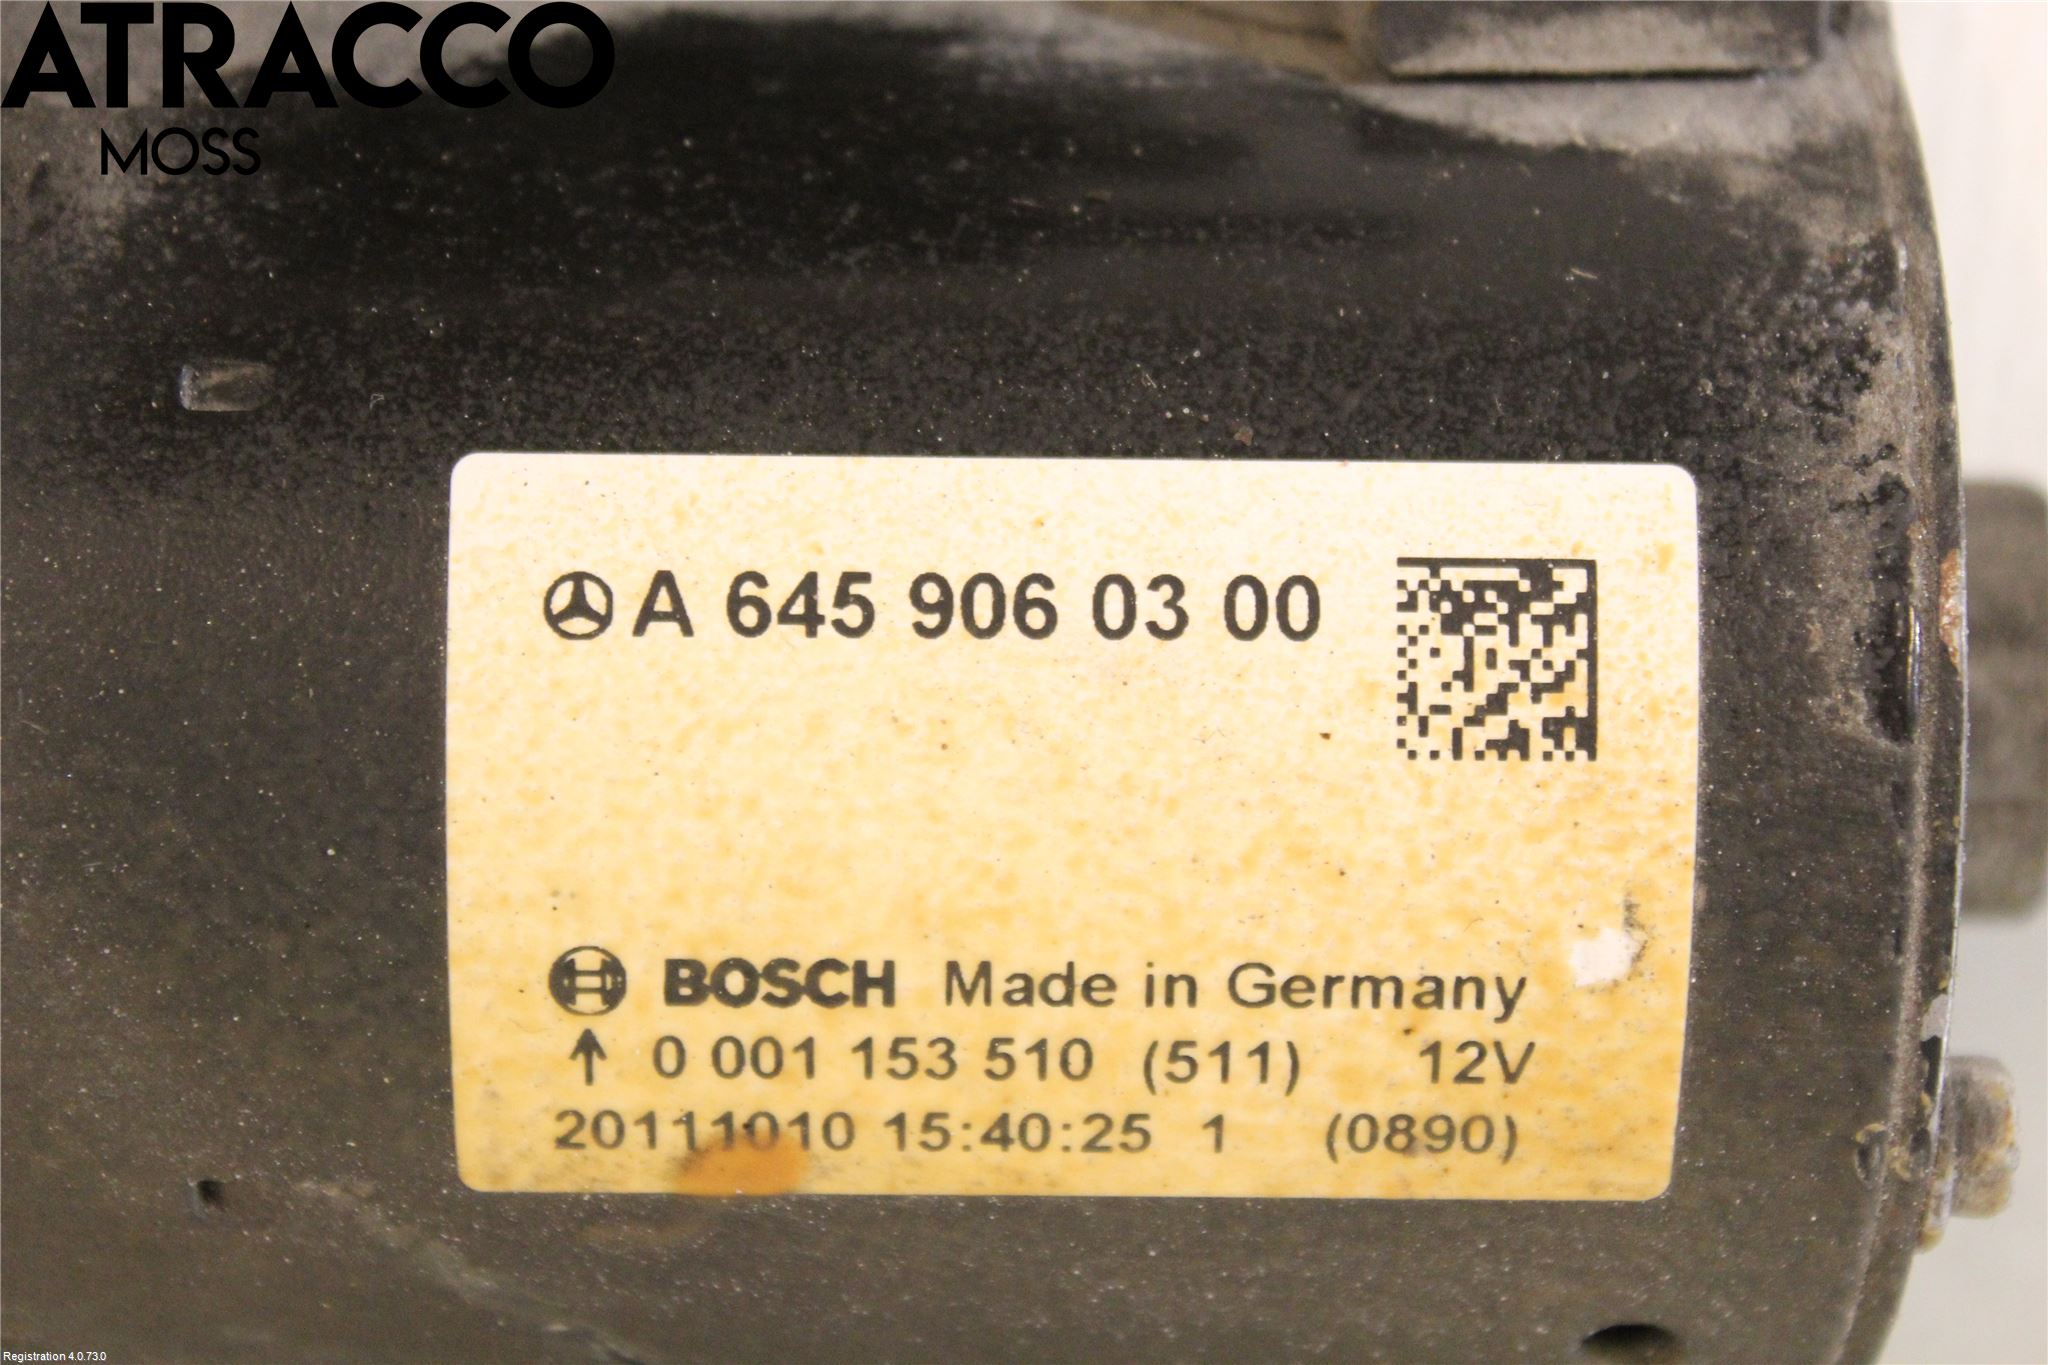 ATRACCO
MOSS
A 645 906 03 00
BOSCH Made in Germany
↑ 0 001 153 510 (511) 12V
20111010 15:40:25 1 (0890)
Registration 4.0.73.0